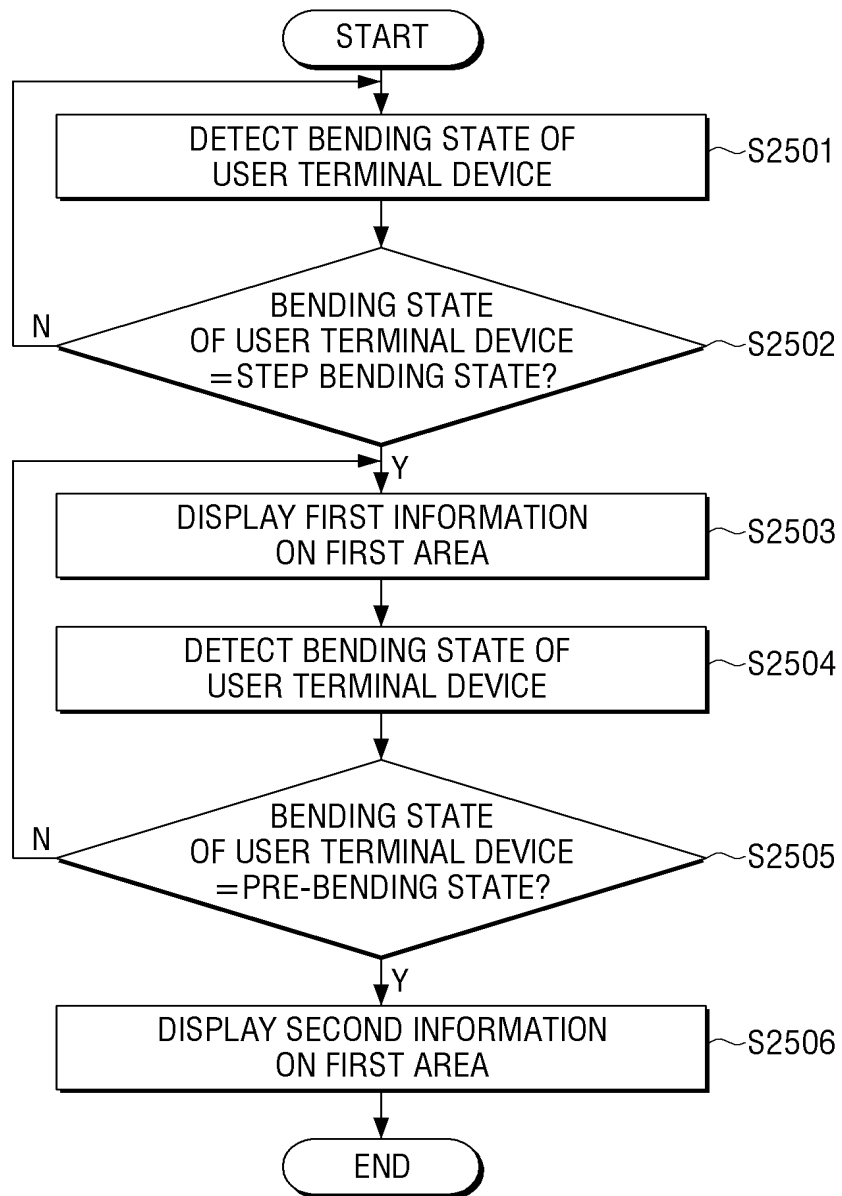 START
DETECT BENDING STATE OF
USER TERMINAL DEVICE
S2501
BENDING STATE
OF USER TERMINAL DEVICE
=STEP BENDING STATE?
S2502
N
Y
DISPLAY FIRST INFORMATION
ON FIRST AREA
S2503
DETECT BENDING STATE OF
USER TERMINAL DEVICE
S2504
BENDING STATE
OF USER TERMINAL DEVICE
=PRE-BENDING STATE?
S2505
N
Y
DISPLAY SECOND INFORMATION
ON FIRST AREA
S2506
END